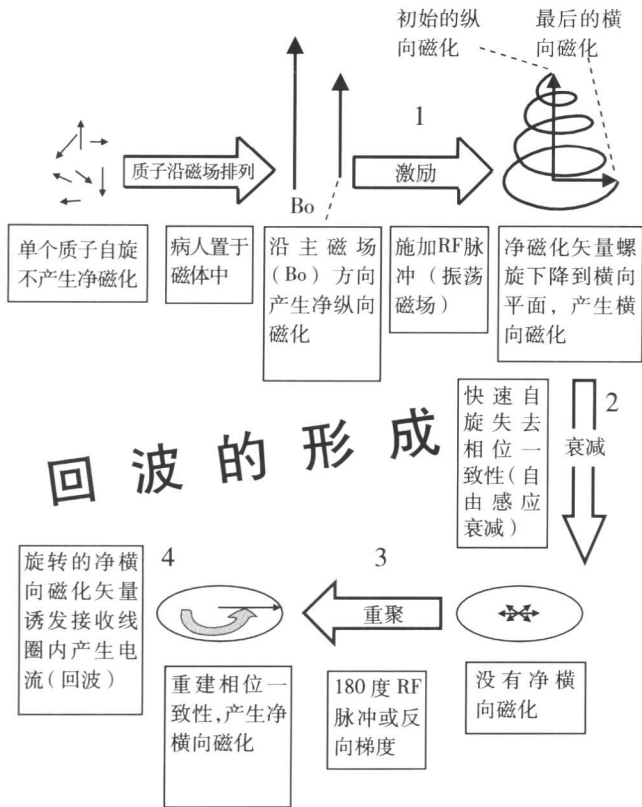 初始的纵
向磁化
最后的横
向磁化
1
质子沿磁场排列
激励
Bo
单个质子自旋
不产生净磁化
病人置于
磁体中
沿主磁场
(Bo)方向
产生净纵向
磁化
施加RF脉
冲(振荡
磁场)
净磁化矢量螺
旋下降到横向
平面,产生横
向磁化
快速自
旋失去
相位一
致性(自
由感应
衰减)
2
衰减
回波的形成
旋转的净横
向磁化矢量
诱发接收线
圈内产生电
流(回波)
4
3
重聚
重建相位一
致性,产生净
横向磁化
180度RF
脉冲或反
向梯度
没有净横
向磁化